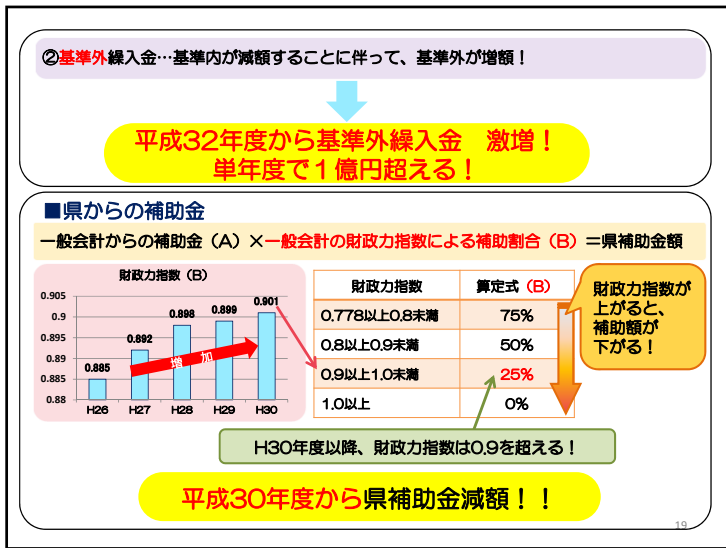 ②基準外繰入金…基準内が減額することに伴って、基準外が増額！
平成32年度から基準外繰入金　激増！
単年度で１億円超える！
■県からの補助金
一般会計からの補助金（A）×一般会計の財政力指数による補助割合（B）＝県補助金額
財政力指数（B）
0.905
0.9
0.895
0.89
0.885
0.88
0.885
0.892
0.898
0.899
0.901
増　加
H26 H27 H28 H29 H30
財政力指数 算定式（B）
0.778以上0.8未満 75%
0.8以上0.9未満 50%
0.9以上1.0未満 25%
1.0以上 0%
財政力指数が
上がると、
補助額が
下がる！
H30年度以降、財政力指数は0.9を超える！
平成30年度から県補助金減額！！
19